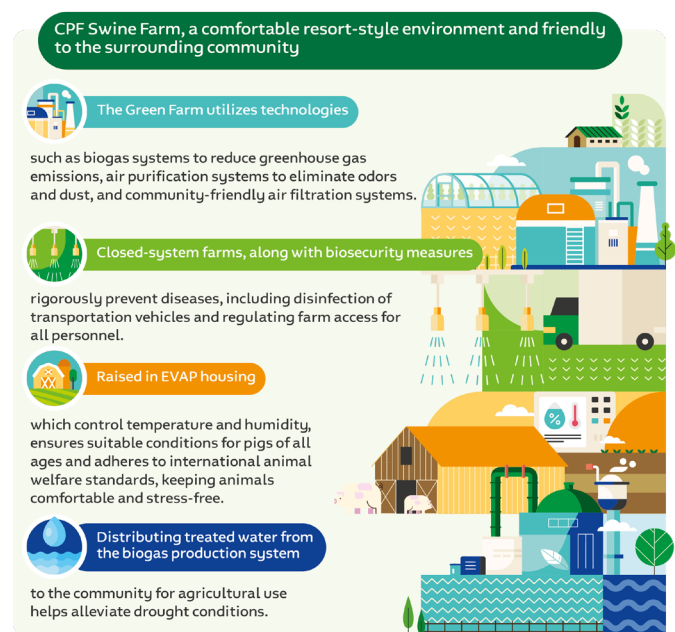 CPF Swine Farm, a comfortable resort-style environment and friendly
to the surrounding community
The Green Farm utilizes technologies
such as biogas systems to reduce greenhouse gas
emissions, air purification systems to eliminate odors
and dust, and community-friendly air filtration systems.
Closed-system farms, along with biosecurity measures
rigorously prevent diseases, including disinfection of
transportation vehicles and regulating farm access for
all personnel.
Raised in EVAP housing
which control temperature and humidity,
ensures suitable conditions for pigs of all
ages and adheres to international animal
welfare standards, keeping animals
comfortable and stress-free.
%
Distributing treated water from
the biogas production system
to the community for agricultural use
helps alleviate drought conditions.